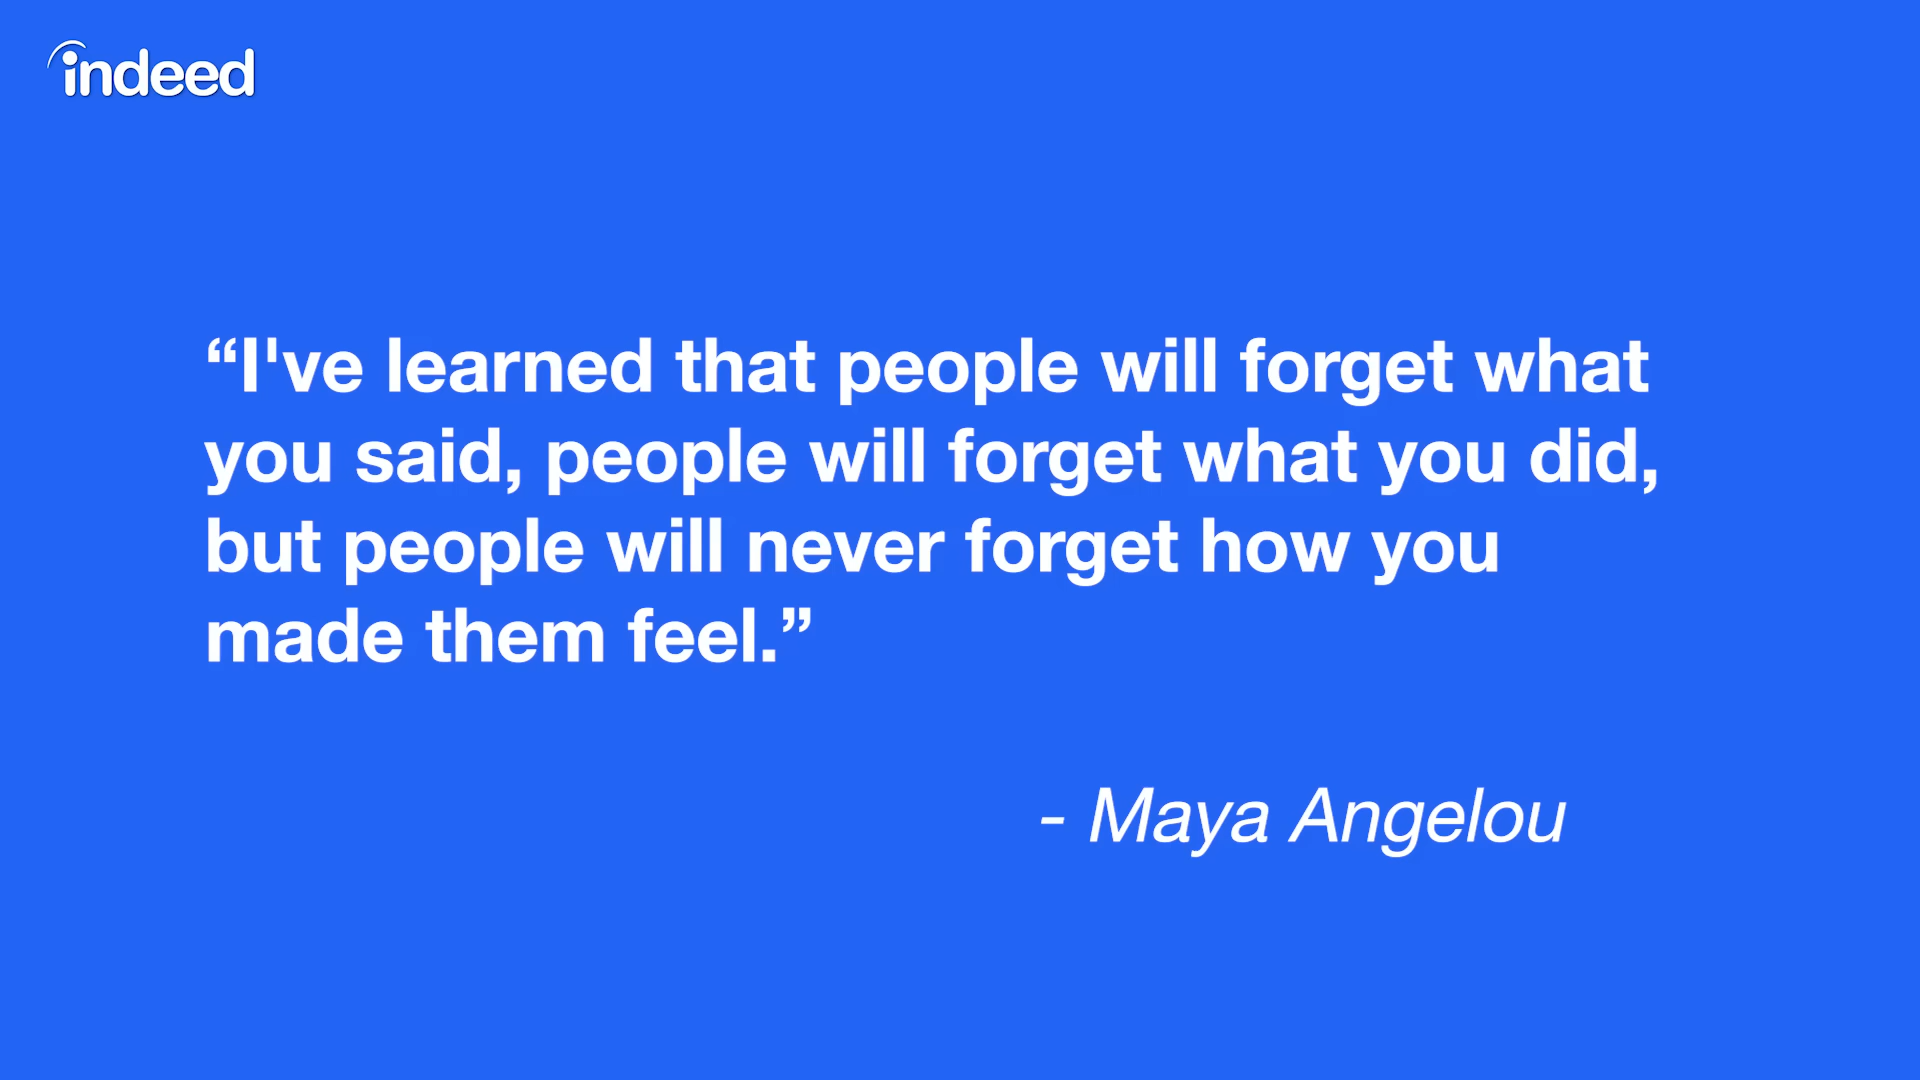 indeed
“I've learned that people will forget what
you said, people will forget what you did,
but people will never forget how you
made them feel.”
- Maya Angelou